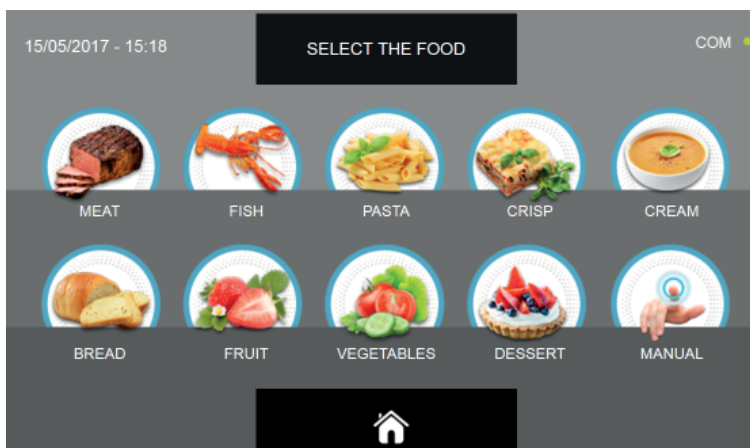 15/05/2017 - 15:18
SELECT THE FOOD
COM
MEAT
FISH
PASTA
CRISP
CREAM
BREAD
FRUIT
VEGETABLES
DESSERT
MANUAL